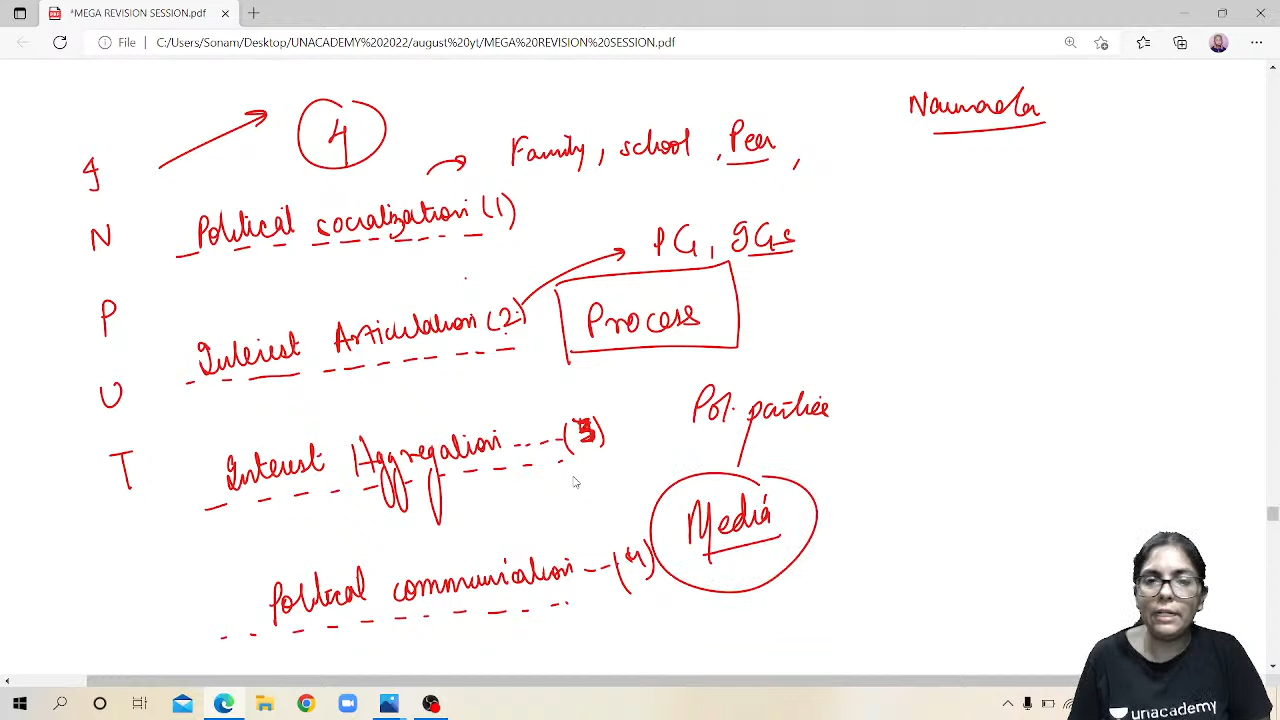 *MEGA REVISION SESSION.pdf
File C:/Users/Sonam/Desktop/UNACADEMY%202022/august%20yt/MEGA%20REVISION%20SESSION.pdf
4
Family, school, Peer,
Political socialization (1)
PG, IGs
Interest Articulation (2)
Process
Pol. parties
Interest Aggregation .... (3)
Media
Political communication -- (4)
I
N
P
U
T
unacademy